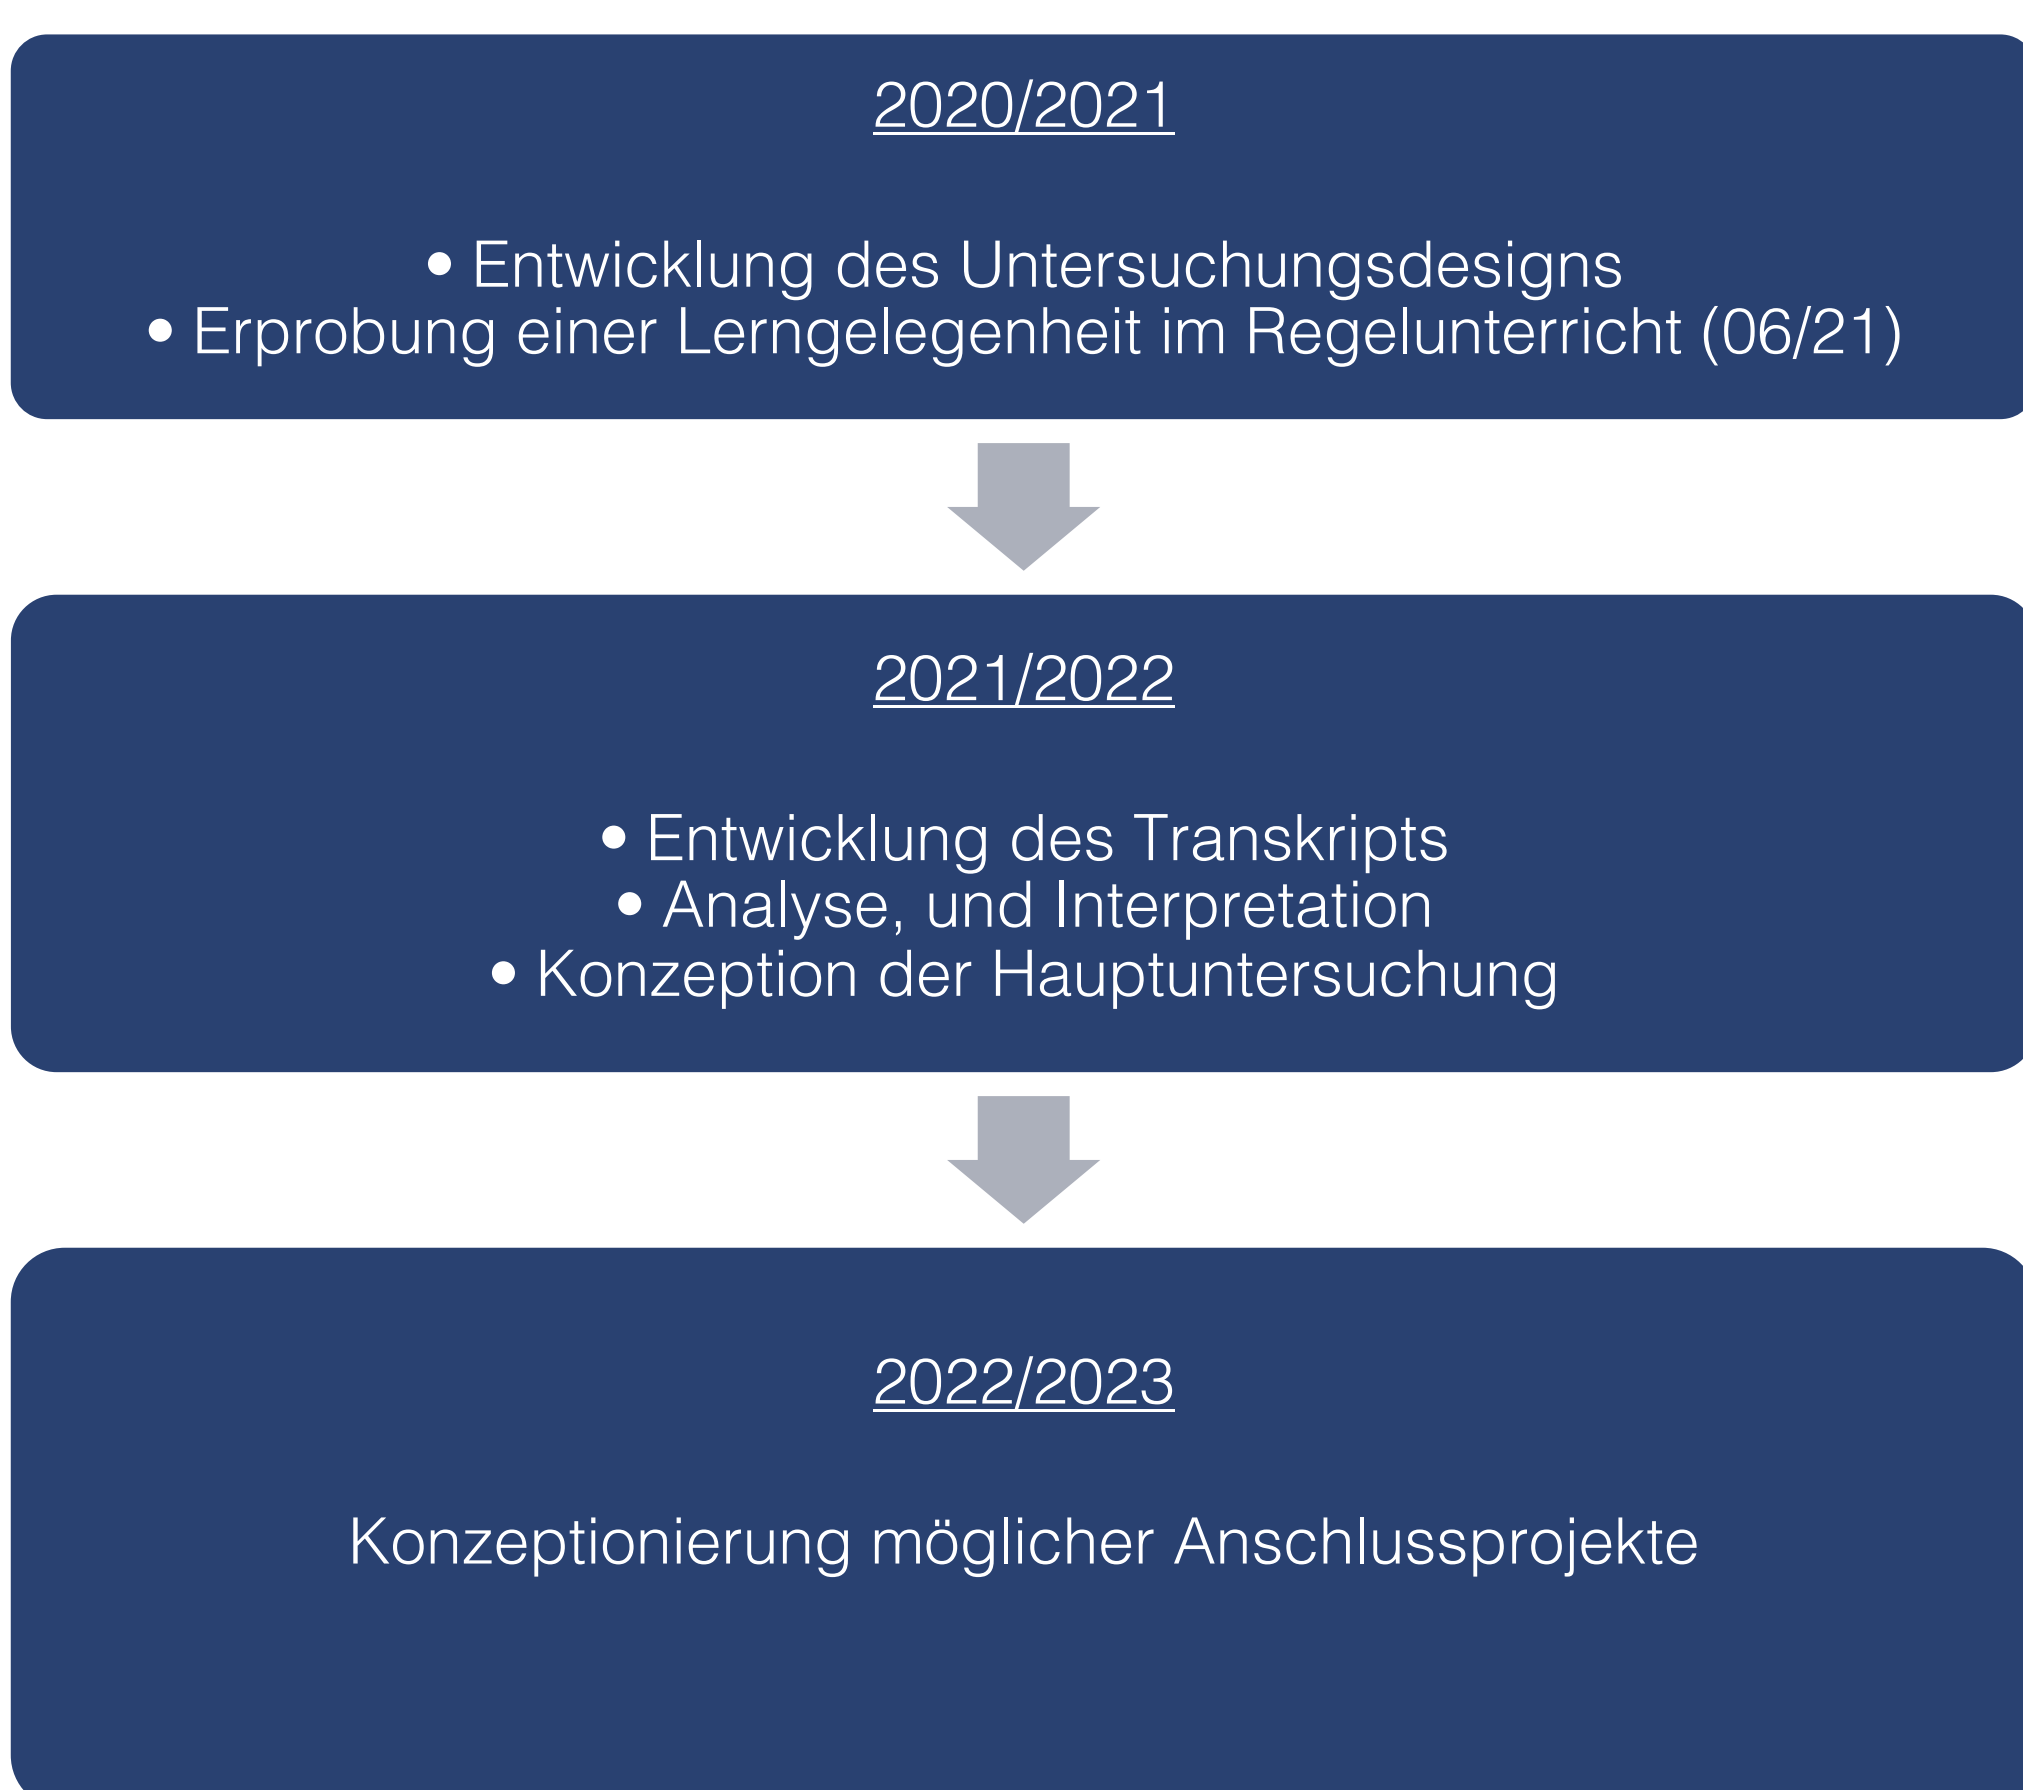 2020/2021
• Entwicklung des Untersuchungsdesigns
• Erprobung einer Lerngelegenheit im Regelunterricht (06/21)
2021/2022
• Entwicklung des Transkripts
• Analyse, und Interpretation
• Konzeption der Hauptuntersuchung
2022/2023
Konzeptionierung möglicher Anschlussprojekte